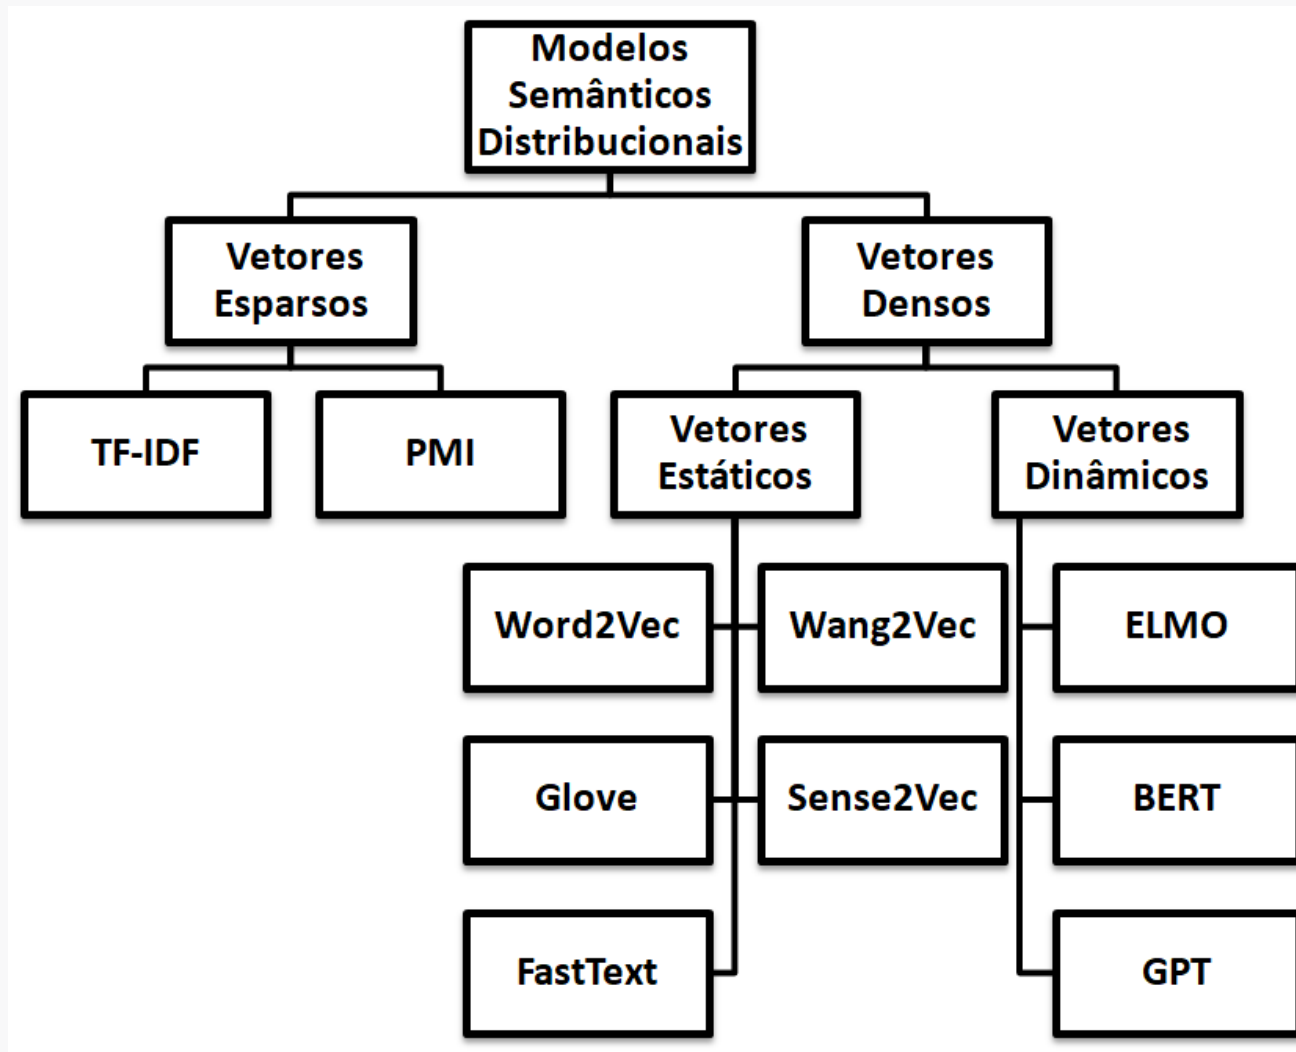 Modelos
Semânticos
Distribucionais
Vetores
Esparsos
Vetores
Densos
TF-IDF
PMI
Vetores
Estáticos
Vetores
Dinâmicos
Word2Vec
Wang2Vec
ELMO
Glove
Sense2Vec
BERT
FastText
GPT